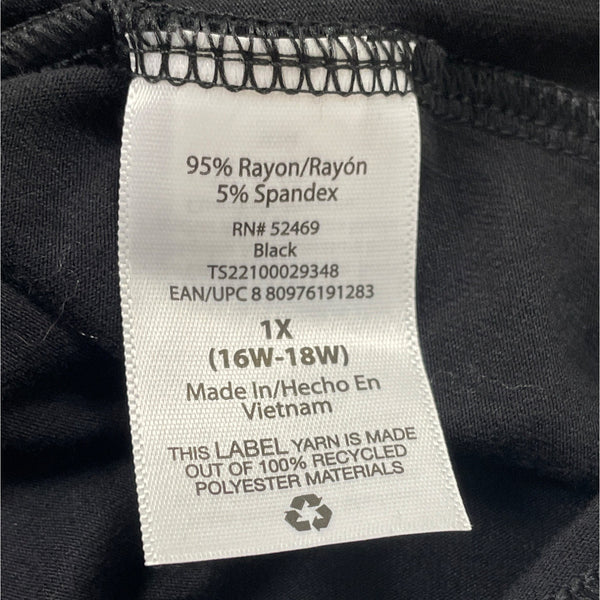 95% Rayon/Rayón
5% Spandex
RN# 52469
Black
TS22100029348
EAN/UPC 8 80976191283
1X
(16W-18W)
Made In/Hecho En
Vietnam
THIS LABEL YARN IS MADE
OUT OF 100% RECYCLED
POLYESTER MATERIALS